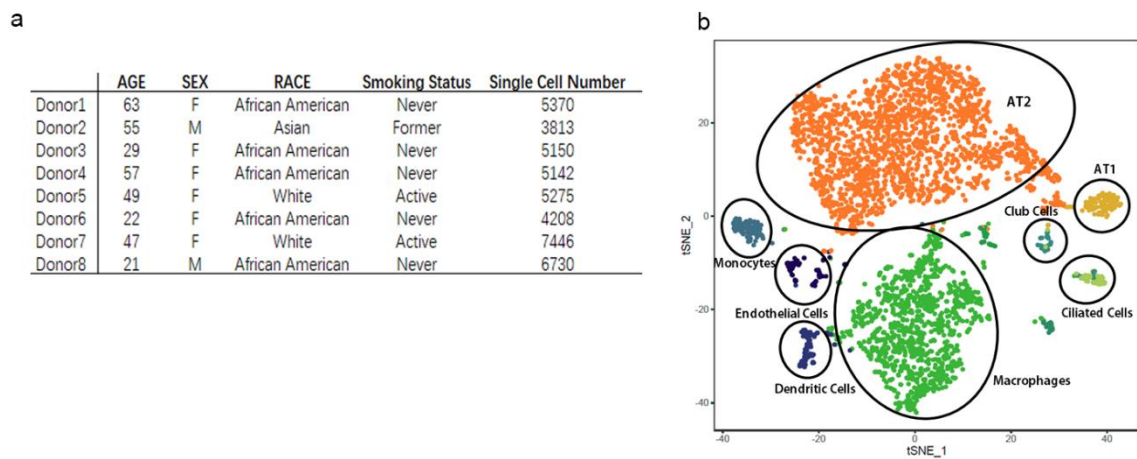 a
AGE SEX RACE Smoking Status Single Cell Number
Donor1 63 F African American Never 5370
Donor2 55 M Asian Former 3813
Donor3 29 F African American Never 5150
Donor4 57 F African American Never 5142
Donor5 49 F White Active 5275
Donor6 22 F African American Never 4208
Donor7 47 F White Active 7446
Donor8 21 M African American Never 6730
b
AT2
AT1
Club Cells
Monocytes
Endothelial Cells
Ciliated Cells
Dendritic Cells
Macrophages
tSNE_2
20
0
-20
-40
-40 -20 0 20 40
tSNE_1